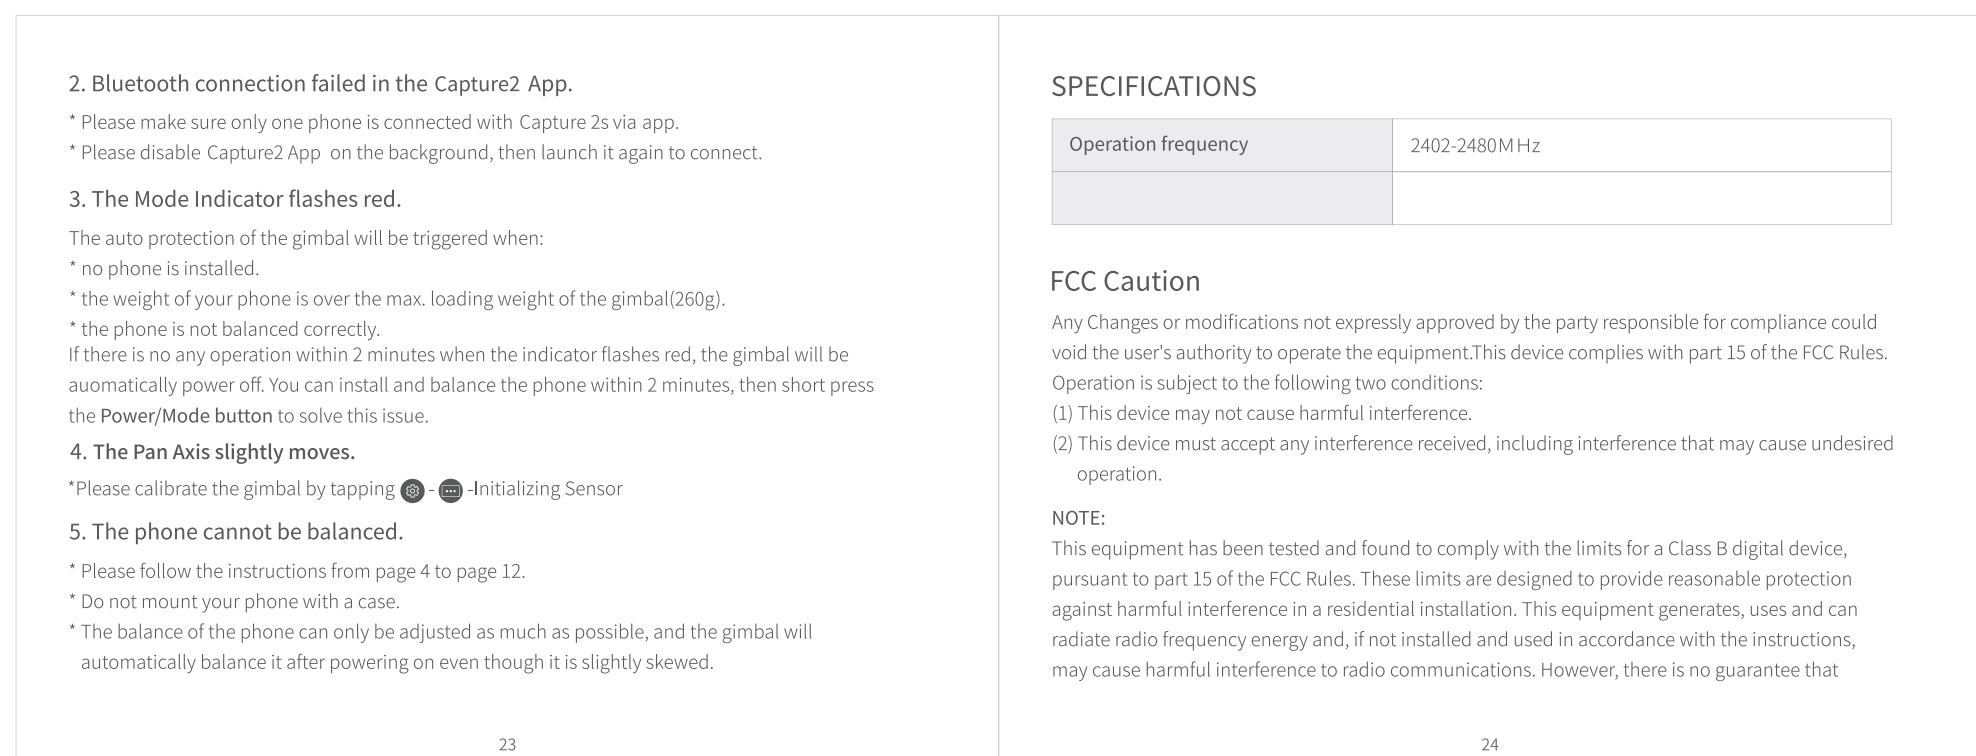 2. Bluetooth connection failed in the Capture2 App.
* Please make sure only one phone is connected with Capture 2s via app.
* Please disable Capture2 App on the background, then launch it again to connect.
3. The Mode Indicator flashes red.
The auto protection of the gimbal will be triggered when:
* no phone is installed.
* the weight of your phone is over the max. loading weight of the gimbal(260g).
* the phone is not balanced correctly.
If there is no any operation within 2 minutes when the indicator flashes red, the gimbal will be
auomatically power off. You can install and balance the phone within 2 minutes, then short press
the Power/Mode button to solve this issue.
4. The Pan Axis slightly moves.
*Please calibrate the gimbal by tapping - -Initializing Sensor
5. The phone cannot be balanced.
* Please follow the instructions from page 4 to page 12.
* Do not mount your phone with a case.
* The balance of the phone can only be adjusted as much as possible, and the gimbal will
automatically balance it after powering on even though it is slightly skewed.
23
SPECIFICATIONS
Operation frequency 2402-2480MHz
FCC Caution
Any Changes or modifications not expressly approved by the party responsible for compliance could
void the user's authority to operate the equipment.This device complies with part 15 of the FCC Rules.
Operation is subject to the following two conditions:
(1) This device may not cause harmful interference.
(2) This device must accept any interference received, including interference that may cause undesired
operation.
NOTE:
This equipment has been tested and found to comply with the limits for a Class B digital device,
pursuant to part 15 of the FCC Rules. These limits are designed to provide reasonable protection
against harmful interference in a residential installation. This equipment generates, uses and can
radiate radio frequency energy and, if not installed and used in accordance with the instructions,
may cause harmful interference to radio communications. However, there is no guarantee that
24